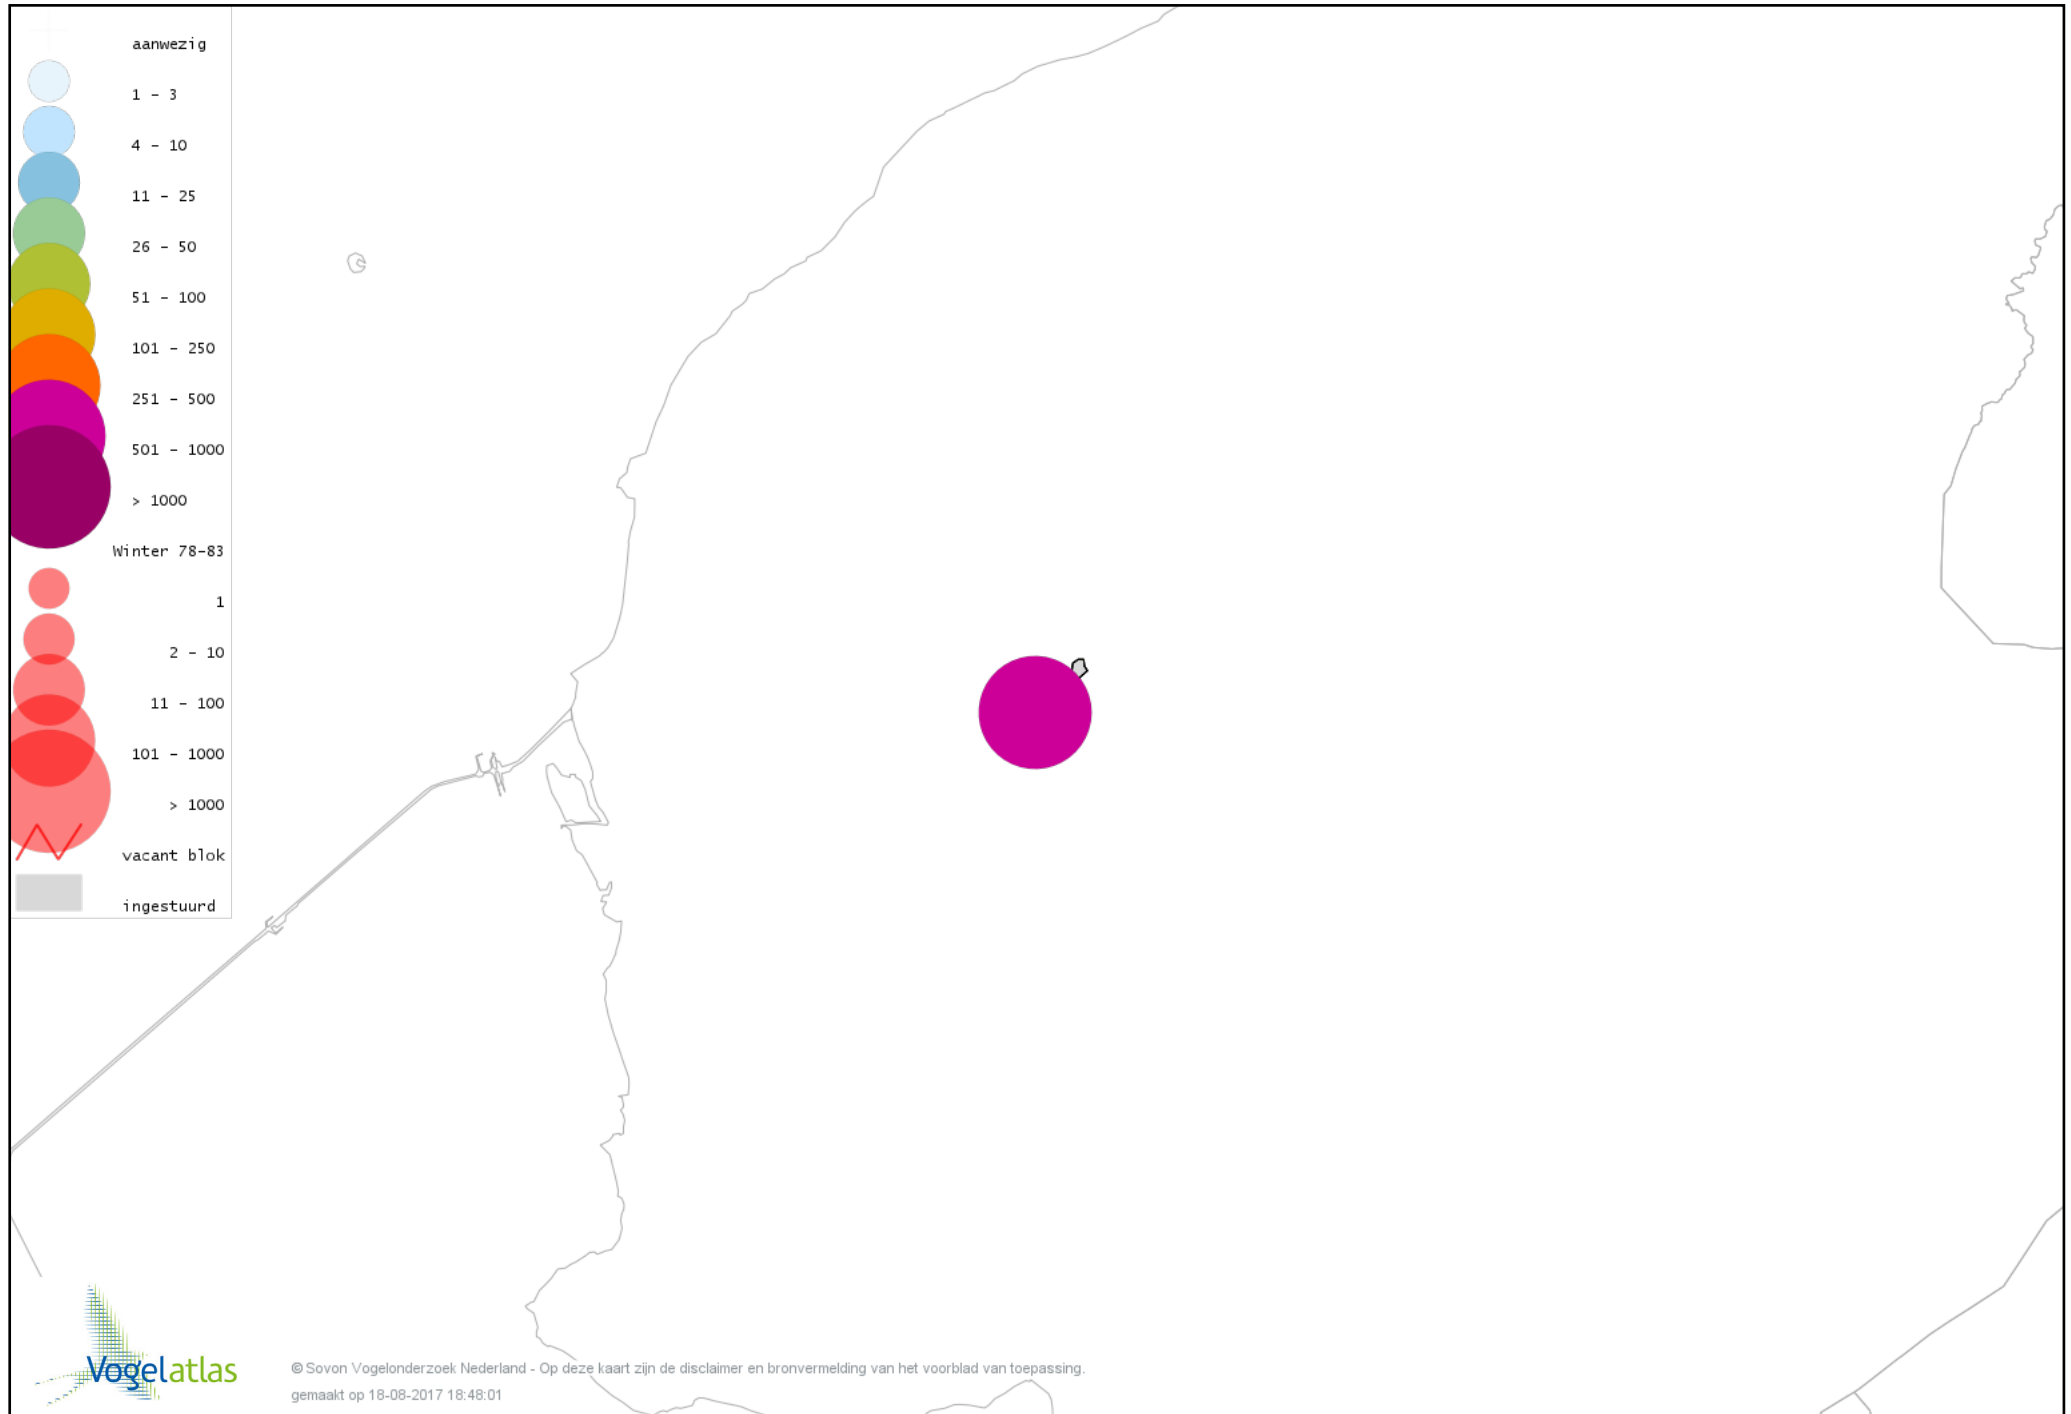 aanwezig
1 - 3
4 - 10
11 - 25
26 - 50
51 - 100
101 - 250
251 - 500
501 - 1000
> 1000
Winter 78-83
1
2 - 10
11 - 100
101 - 1000
> 1000
vacant blok
ingestuurd
Vogelatlas
© Sovon Vogelonderzoek Nederland - Op deze kaart zijn de disclaimer en bronvermelding van het voorblad van toepassing.
gemaakt op 18-08-2017 18:48:01